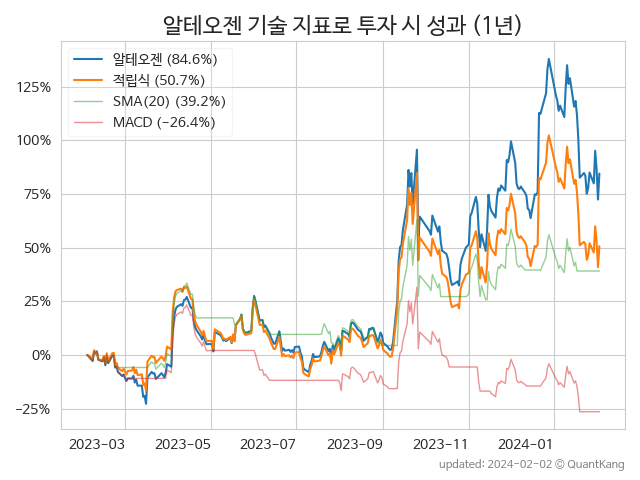 알테오젠 기술 지표로 투자 시 성과 (1년)
알테오젠 (84.6%)
적립식 (50.7%)
SMA(20) (39.2%)
MACD (−26.4%)
125%
100%
75%
50%
25%
0%
−25%
2023−03 2023−05 2023−07 2023−09 2023−11 2024−01
updated: 2024−02−02 © QuantKang